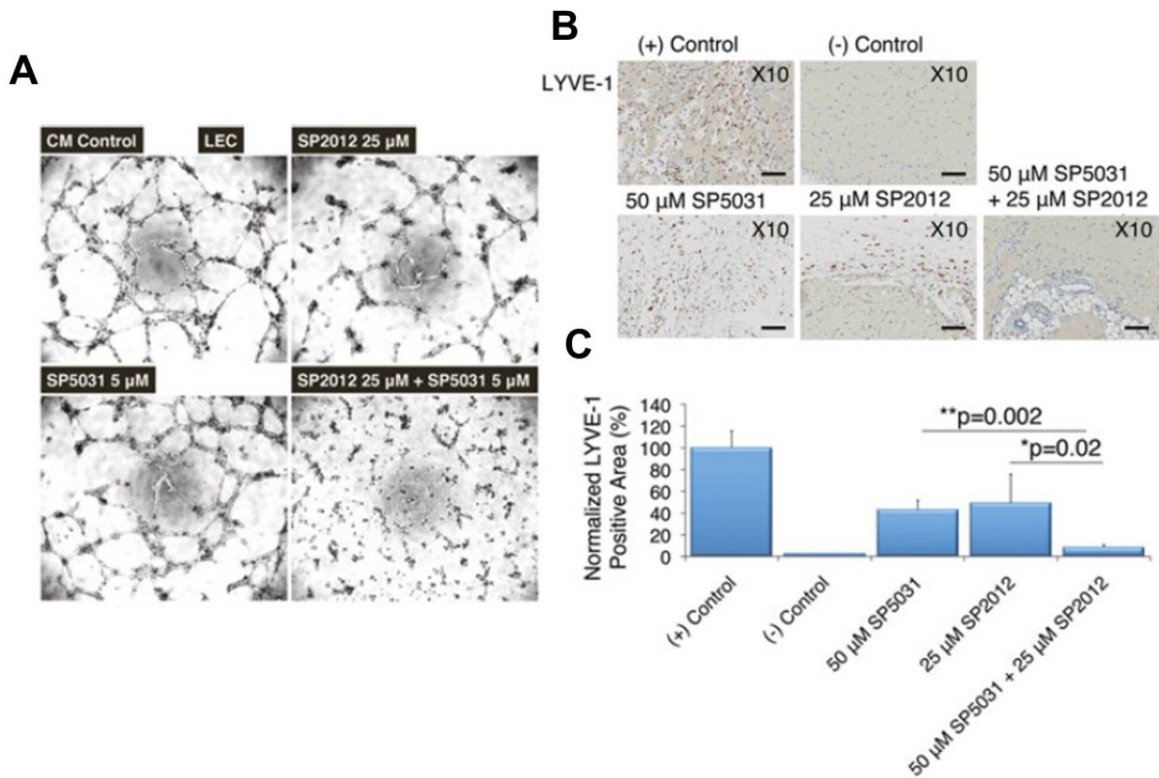 A
CM Control
LEC
SP2012 25 µM
SP5031 5 µM
SP2012 25 µM + SP5031 5 µM
B
(+) Control
(-) Control
LYVE-1
X10
X10
50 µM SP5031
25 µM SP2012
50 µM SP5031
+ 25 µM SP2012
X10
X10
X10
C
Normalized LYVE-1
Positive Area (%)
140
120
100
80
60
40
20
0
**p=0.002
*p=0.02
(+) Control
(-) Control
50 µM SP5031
25 µM SP2012
50 µM SP5031 + 25 µM SP2012